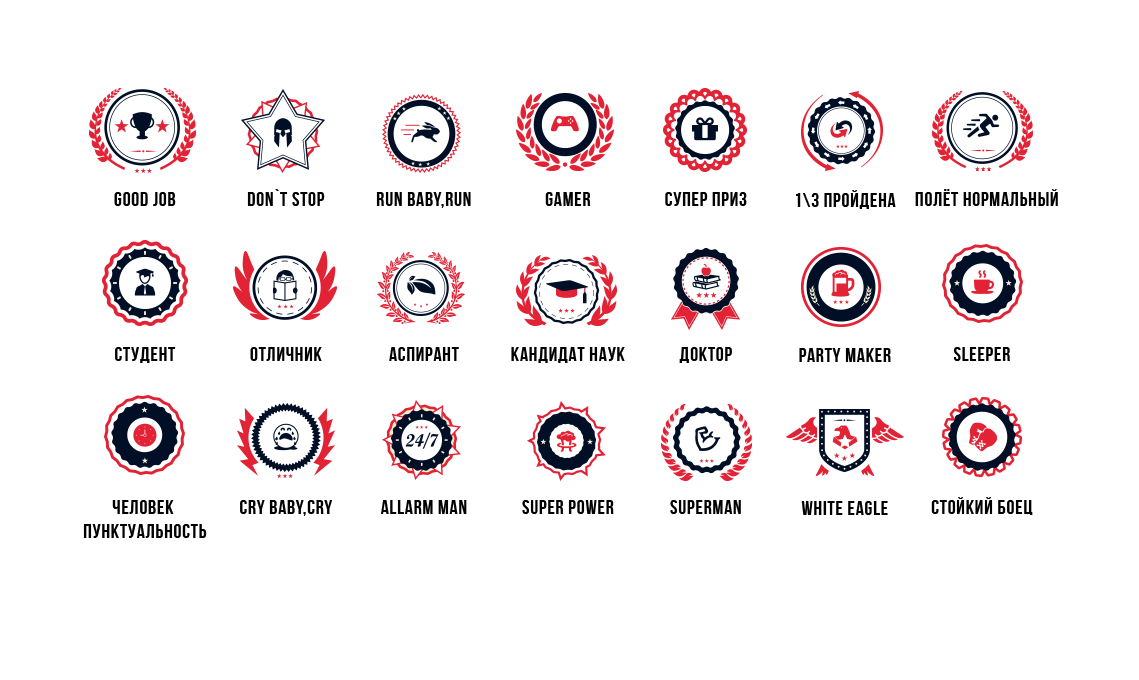 GOOD JOB
DON`T STOP
RUN BABY,RUN
GAMER
СУПЕР ПРИЗ
1\3 ПРОЙДЕНА
ПОЛЁТ НОРМАЛЬНЫЙ
СТУДЕНТ
ОТЛИЧНИК
АСПИРАНТ
КАНДИДАТ НАУК
ДОКТОР
PARTY MAKER
SLEEPER
24/7
ЧЕЛОВЕК
ПУНКТУАЛЬНОСТЬ
CRY BABY,CRY
ALLARM MAN
SUPER POWER
SUPERMAN
WHITE EAGLE
СТОЙКИЙ БОЕЦ